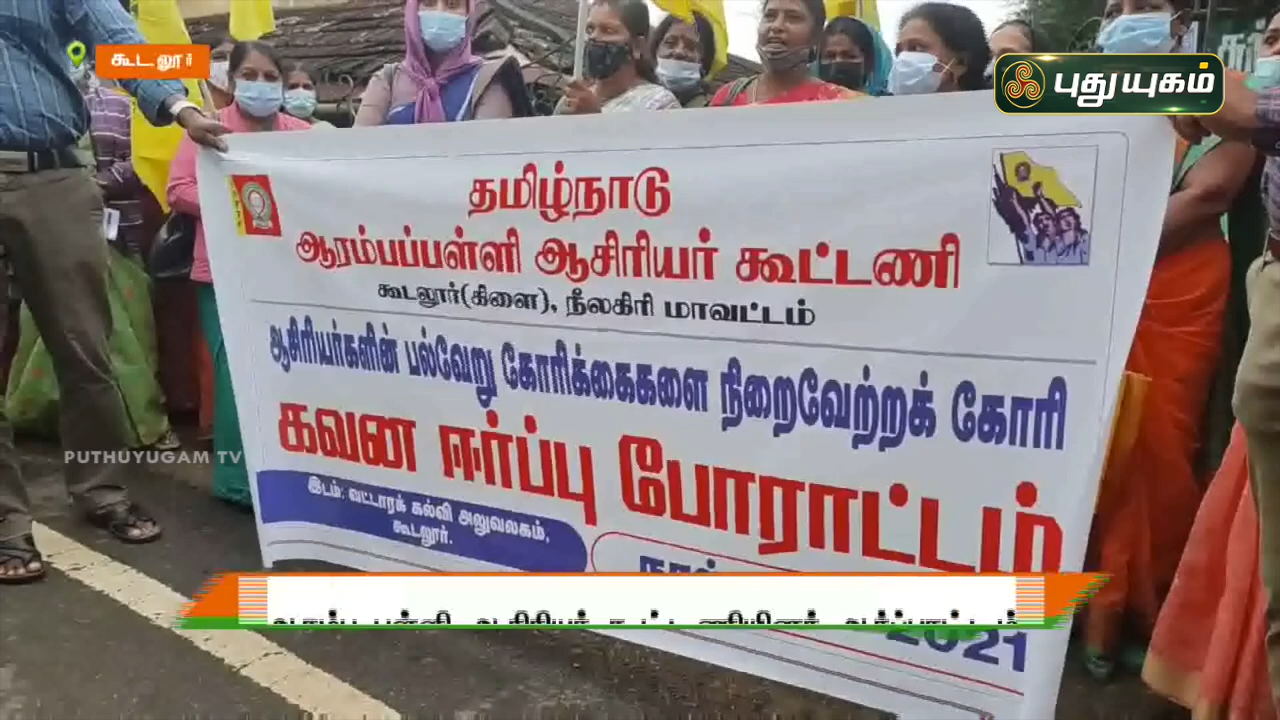 கூடலூர்
புதுயுகம்
தமிழ்நாடு
ஆரம்பப்பள்ளி ஆசிரியர் கூட்டணி
கூடலூர்(கிளை), நீலகிரி மாவட்டம்
ஆசிரியர்களின் பல்வேறு கோரிக்கைகளை நிறைவேற்றக் கோரி
கவன ஈர்ப்பு போராட்டம்
PUTHUYUGAM TV
இடம்: வட்டாரக் கல்வி அலுவலகம்,
கூடலூர்.
2021